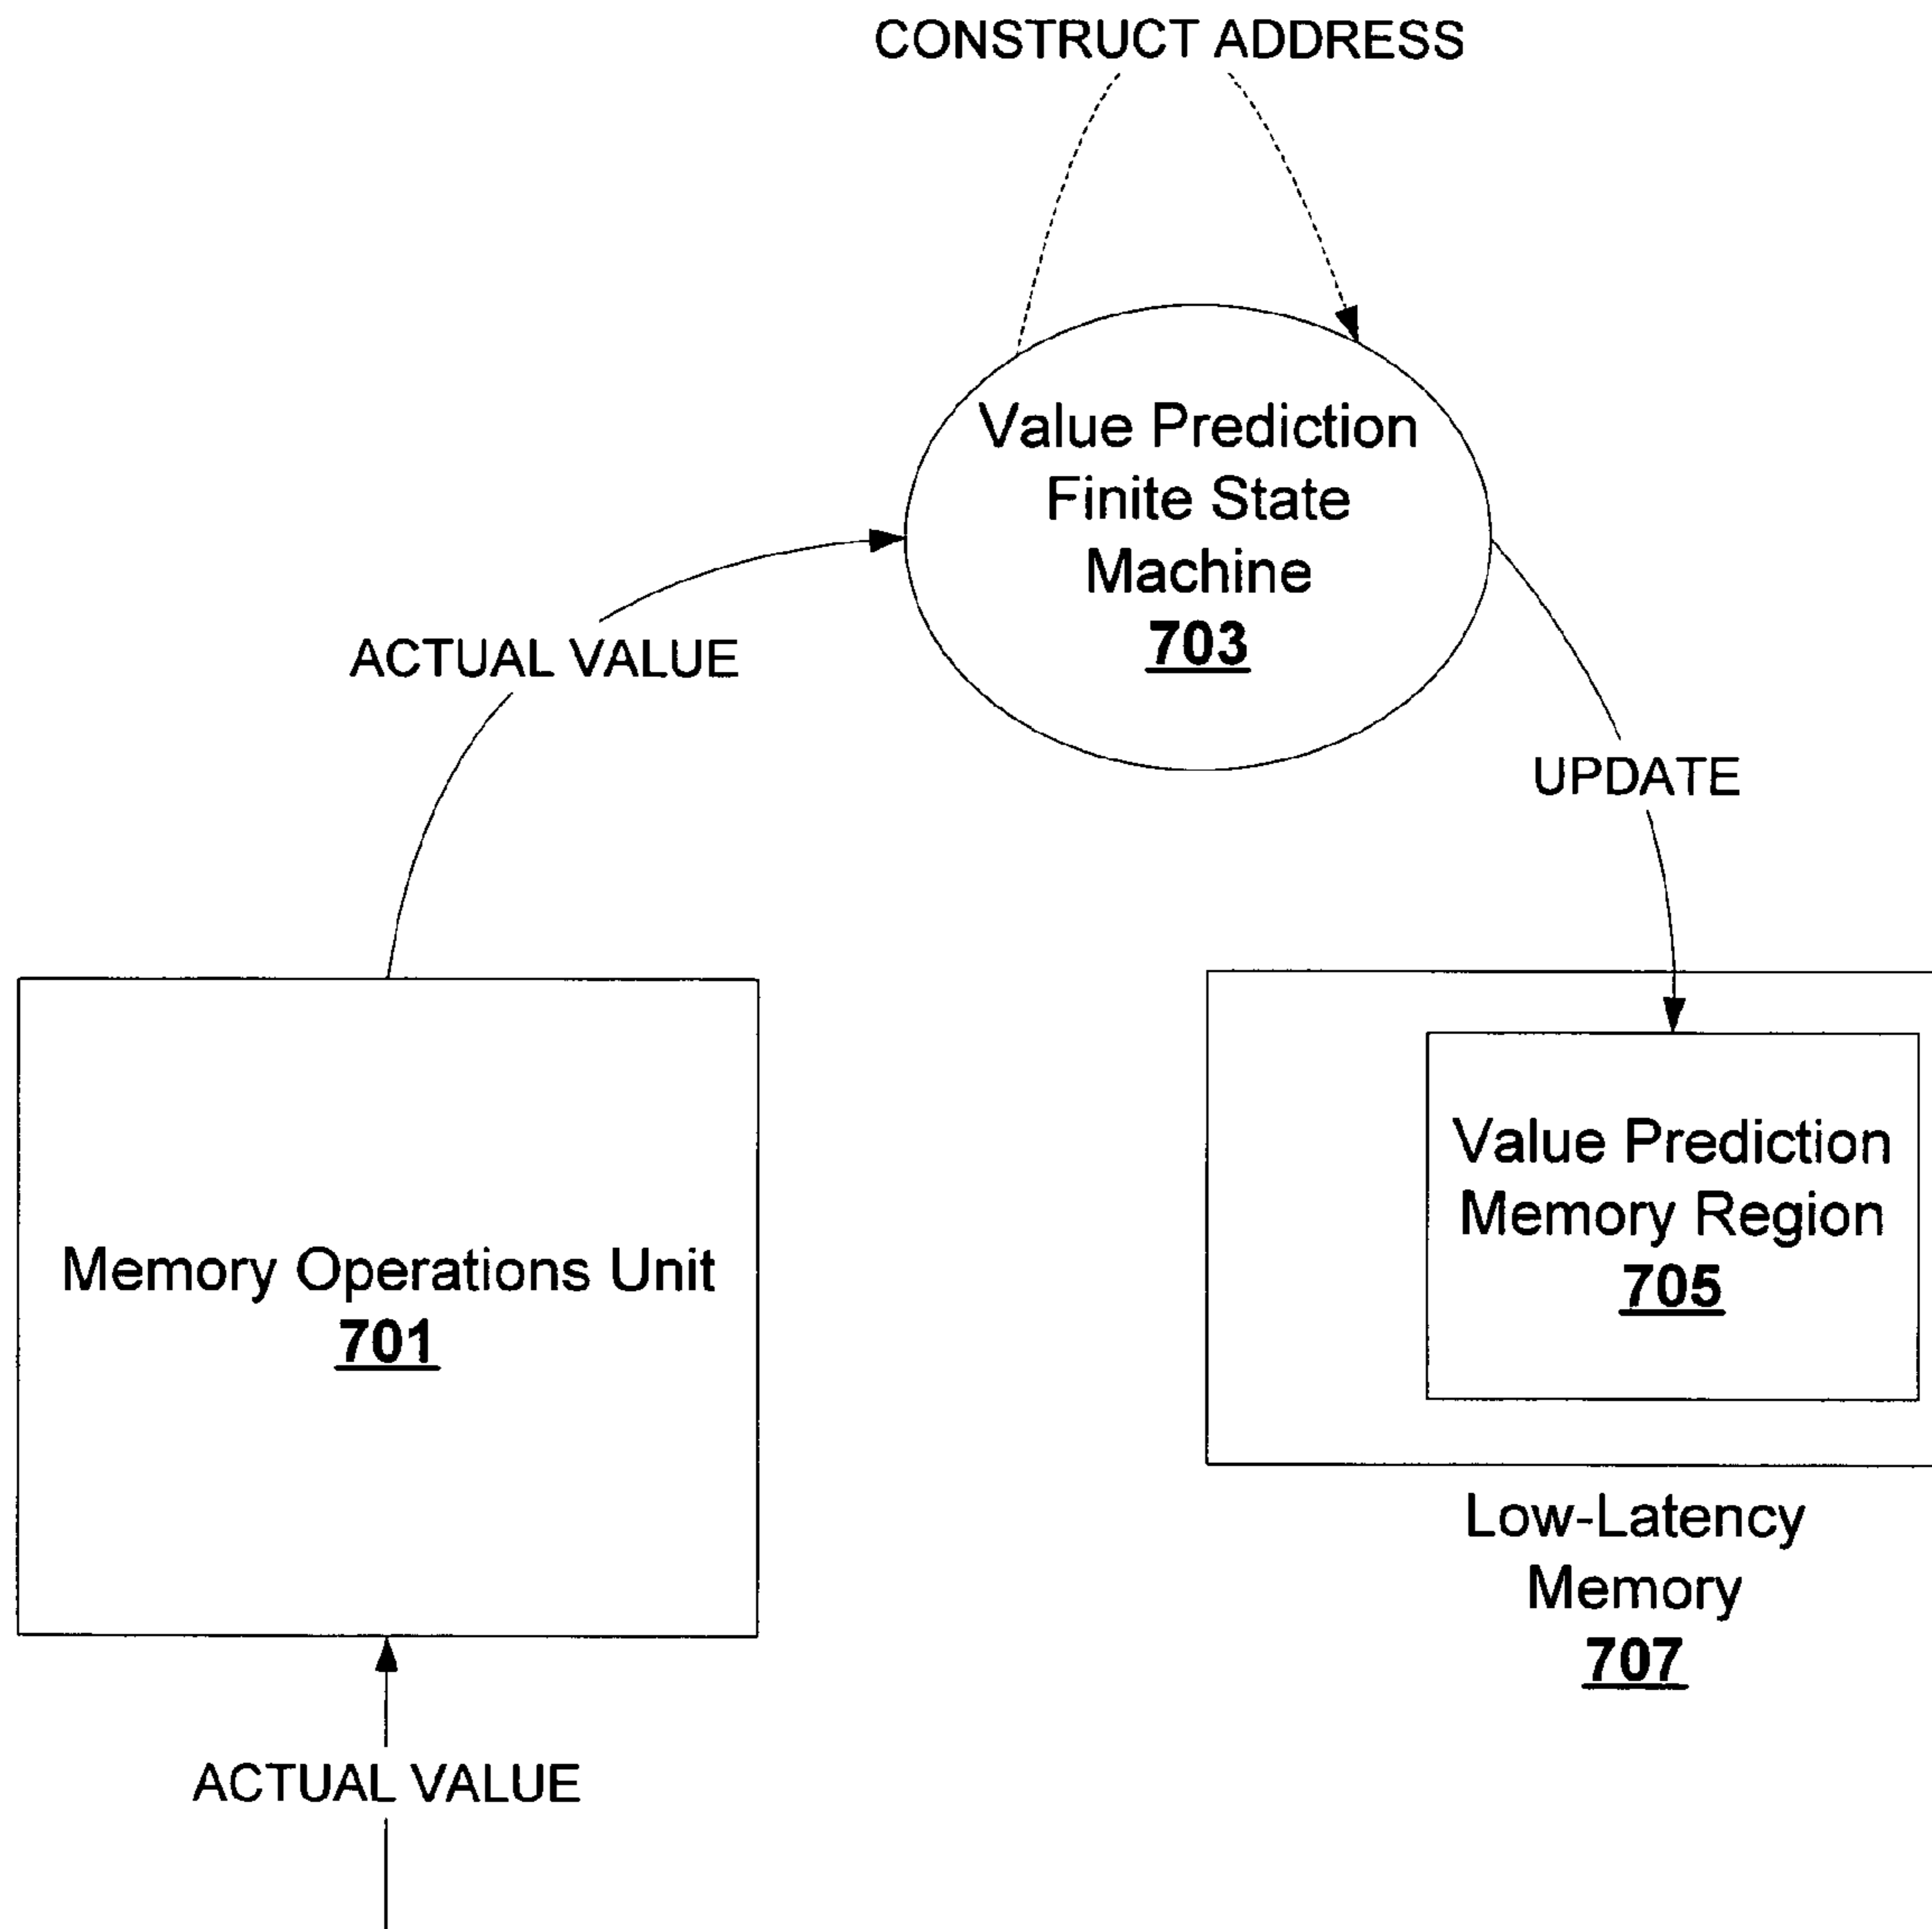 CONSTRUCT ADDRESS
Value Prediction
Finite State
Machine
703
ACTUAL VALUE
UPDATE
Memory Operations Unit
701
Value Prediction
Memory Region
705
Low-Latency
Memory
707
ACTUAL VALUE